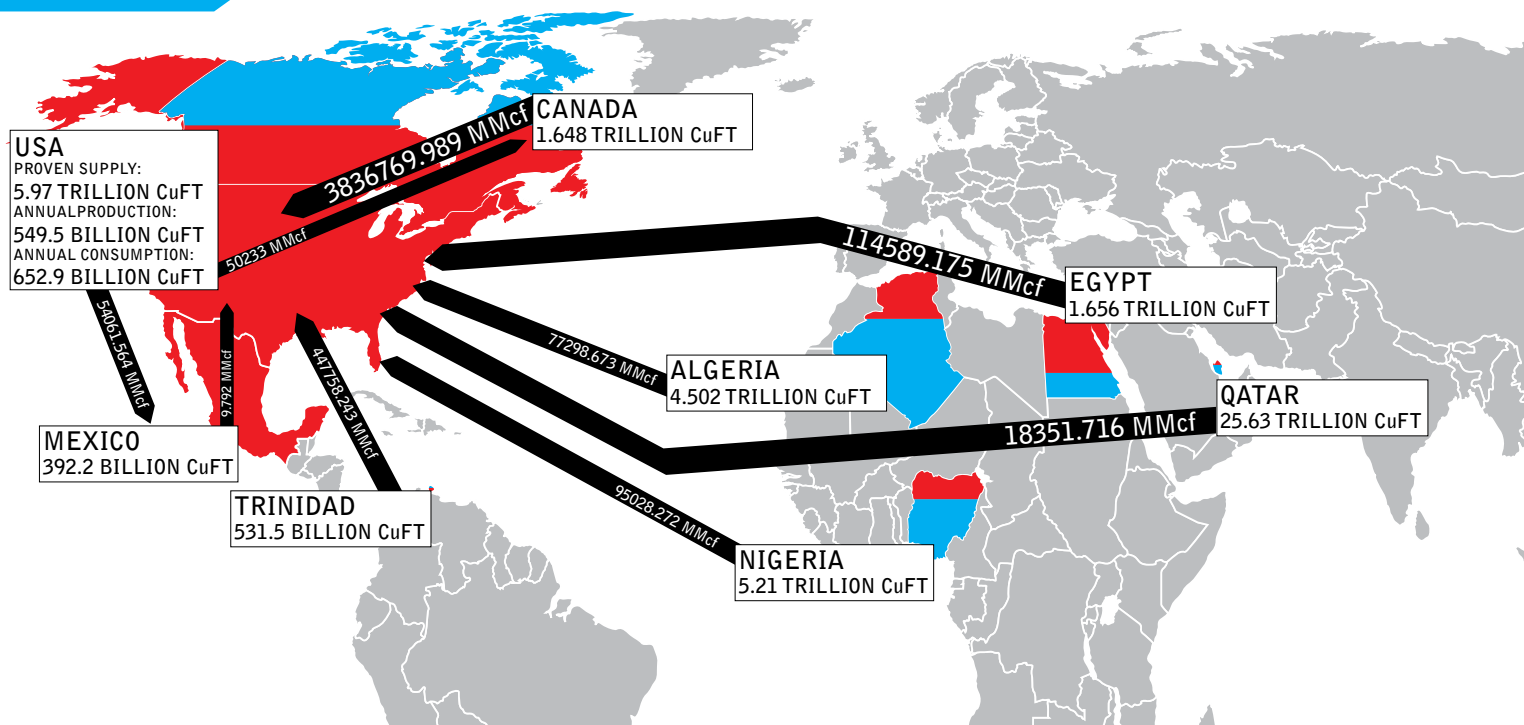 USA
PROVEN SUPPLY:
5.97 TRILLION CuFT
ANNUALPRODUCTION:
549.5 BILLION CuFT
ANNUAL CONSUMPTION:
652.9 BILLION CuFT
CANADA
1.648 TRILLION CuFT
3836769.989 MMcf
50233 MMcf
114589.175 MMcf
EGYPT
1.656 TRILLION CuFT
54061.564 MMcf
9.792 MMcf
447758.243 MMcf
77298.673 MMcf
ALGERIA
4.502 TRILLION CuFT
QATAR
25.63 TRILLION CuFT
18351.716 MMcf
MEXICO
392.2 BILLION CuFT
TRINIDAD
531.5 BILLION CuFT
95028.272 MMcf
NIGERIA
5.21 TRILLION CuFT